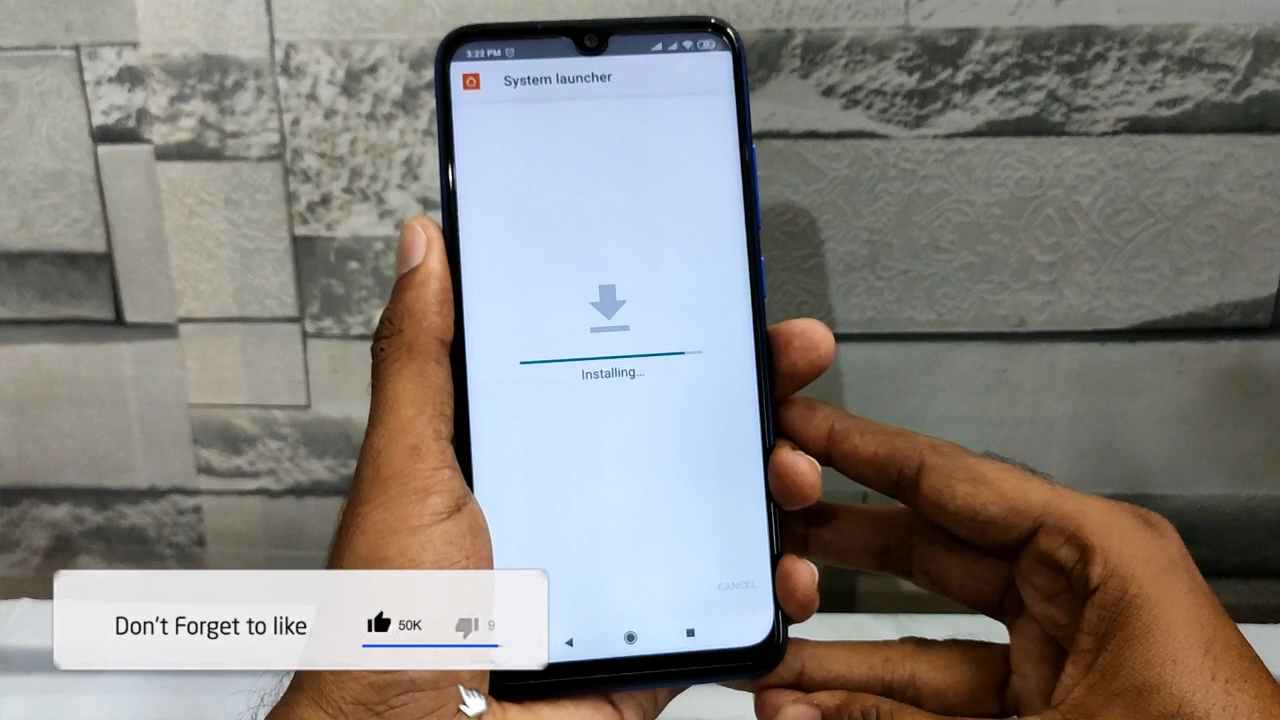 3:22 PM
System launcher
Installing...
CANCEL
Don't Forget to like
50K
9